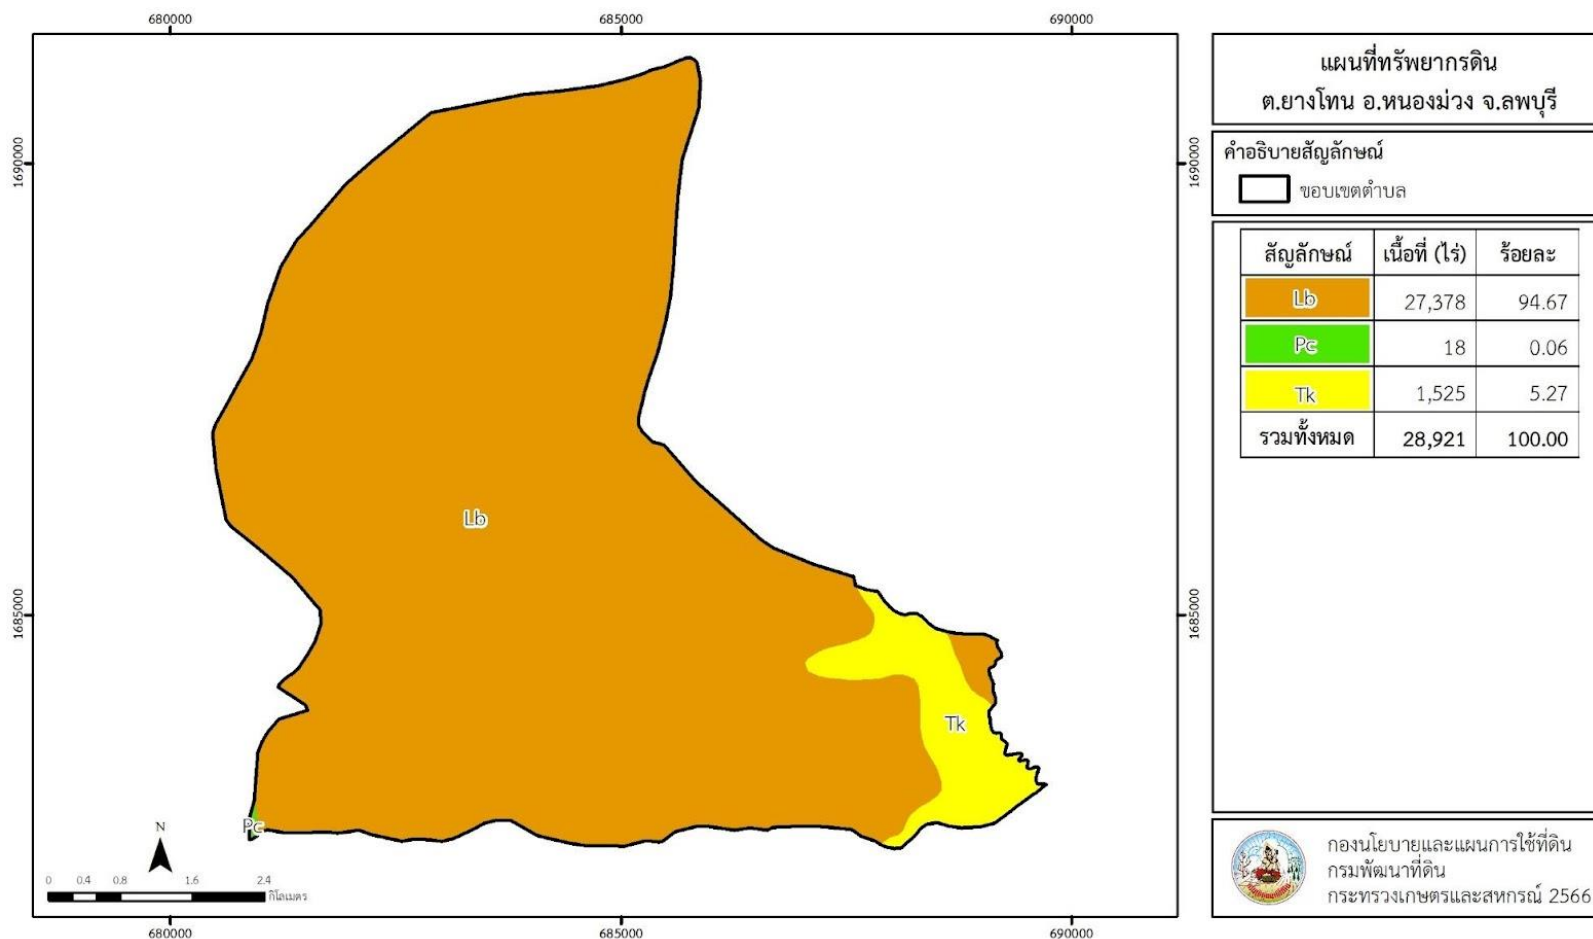 680000 685000 690000
แผนที่ทรัพยากรดิน
ต.ยางโทน อ.หนองม่วง จ.ลพบุรี
คำอธิบายสัญลักษณ์
ขอบเขตตำบล
สัญลักษณ์ เนื้อที่ (ไร่) ร้อยละ
Lb 27,378 94.67
Pc 18 0.06
Tk 1,525 5.27
รวมทั้งหมด 28,921 100.00
1690000 1690000
Lb
1685000 1685000
Tk
Pc
N
0 0.4 0.8 1.6 2.4
กิโลเมตร
680000 685000 690000
กองนโยบายและแผนการใช้ที่ดิน
กรมพัฒนาที่ดิน
กระทรวงเกษตรและสหกรณ์ 2566